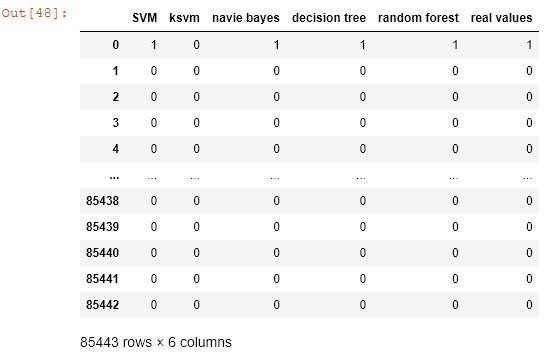 Out[48]:
SVM ksvm navie bayes decision tree random forest real values
0 1 0 1 1 1 1
1 0 0 0 0 0 0
2 0 0 0 0 0 0
3 0 0 0 0 0 0
4 0 0 0 0 0 0
... ... ... ... ... ... ...
85438 0 0 0 0 0 0
85439 0 0 0 0 0 0
85440 0 0 0 0 0 0
85441 0 0 0 0 0 0
85442 0 0 0 0 0 0
85443 rows × 6 columns